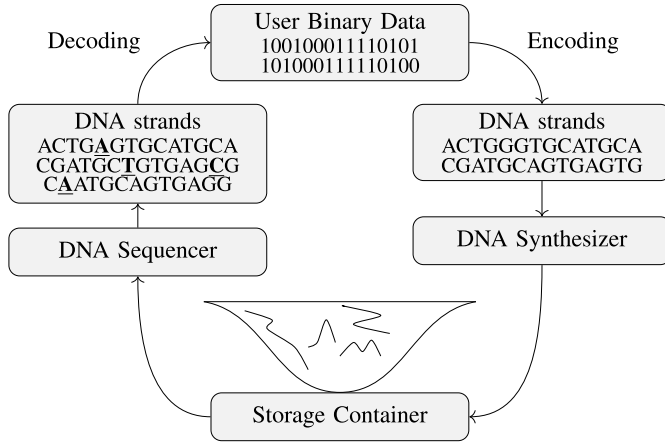 User Binary Data
100100011110101
101000111110100
Decoding
Encoding
DNA strands
ACTGAGTGCATGCA
CGATGCTGTGAGCG
CAATGCAGTGAGG
DNA strands
ACTGGGTGCATGCA
CGATGCAGTGAGTG
DNA Sequencer
DNA Synthesizer
Storage Container